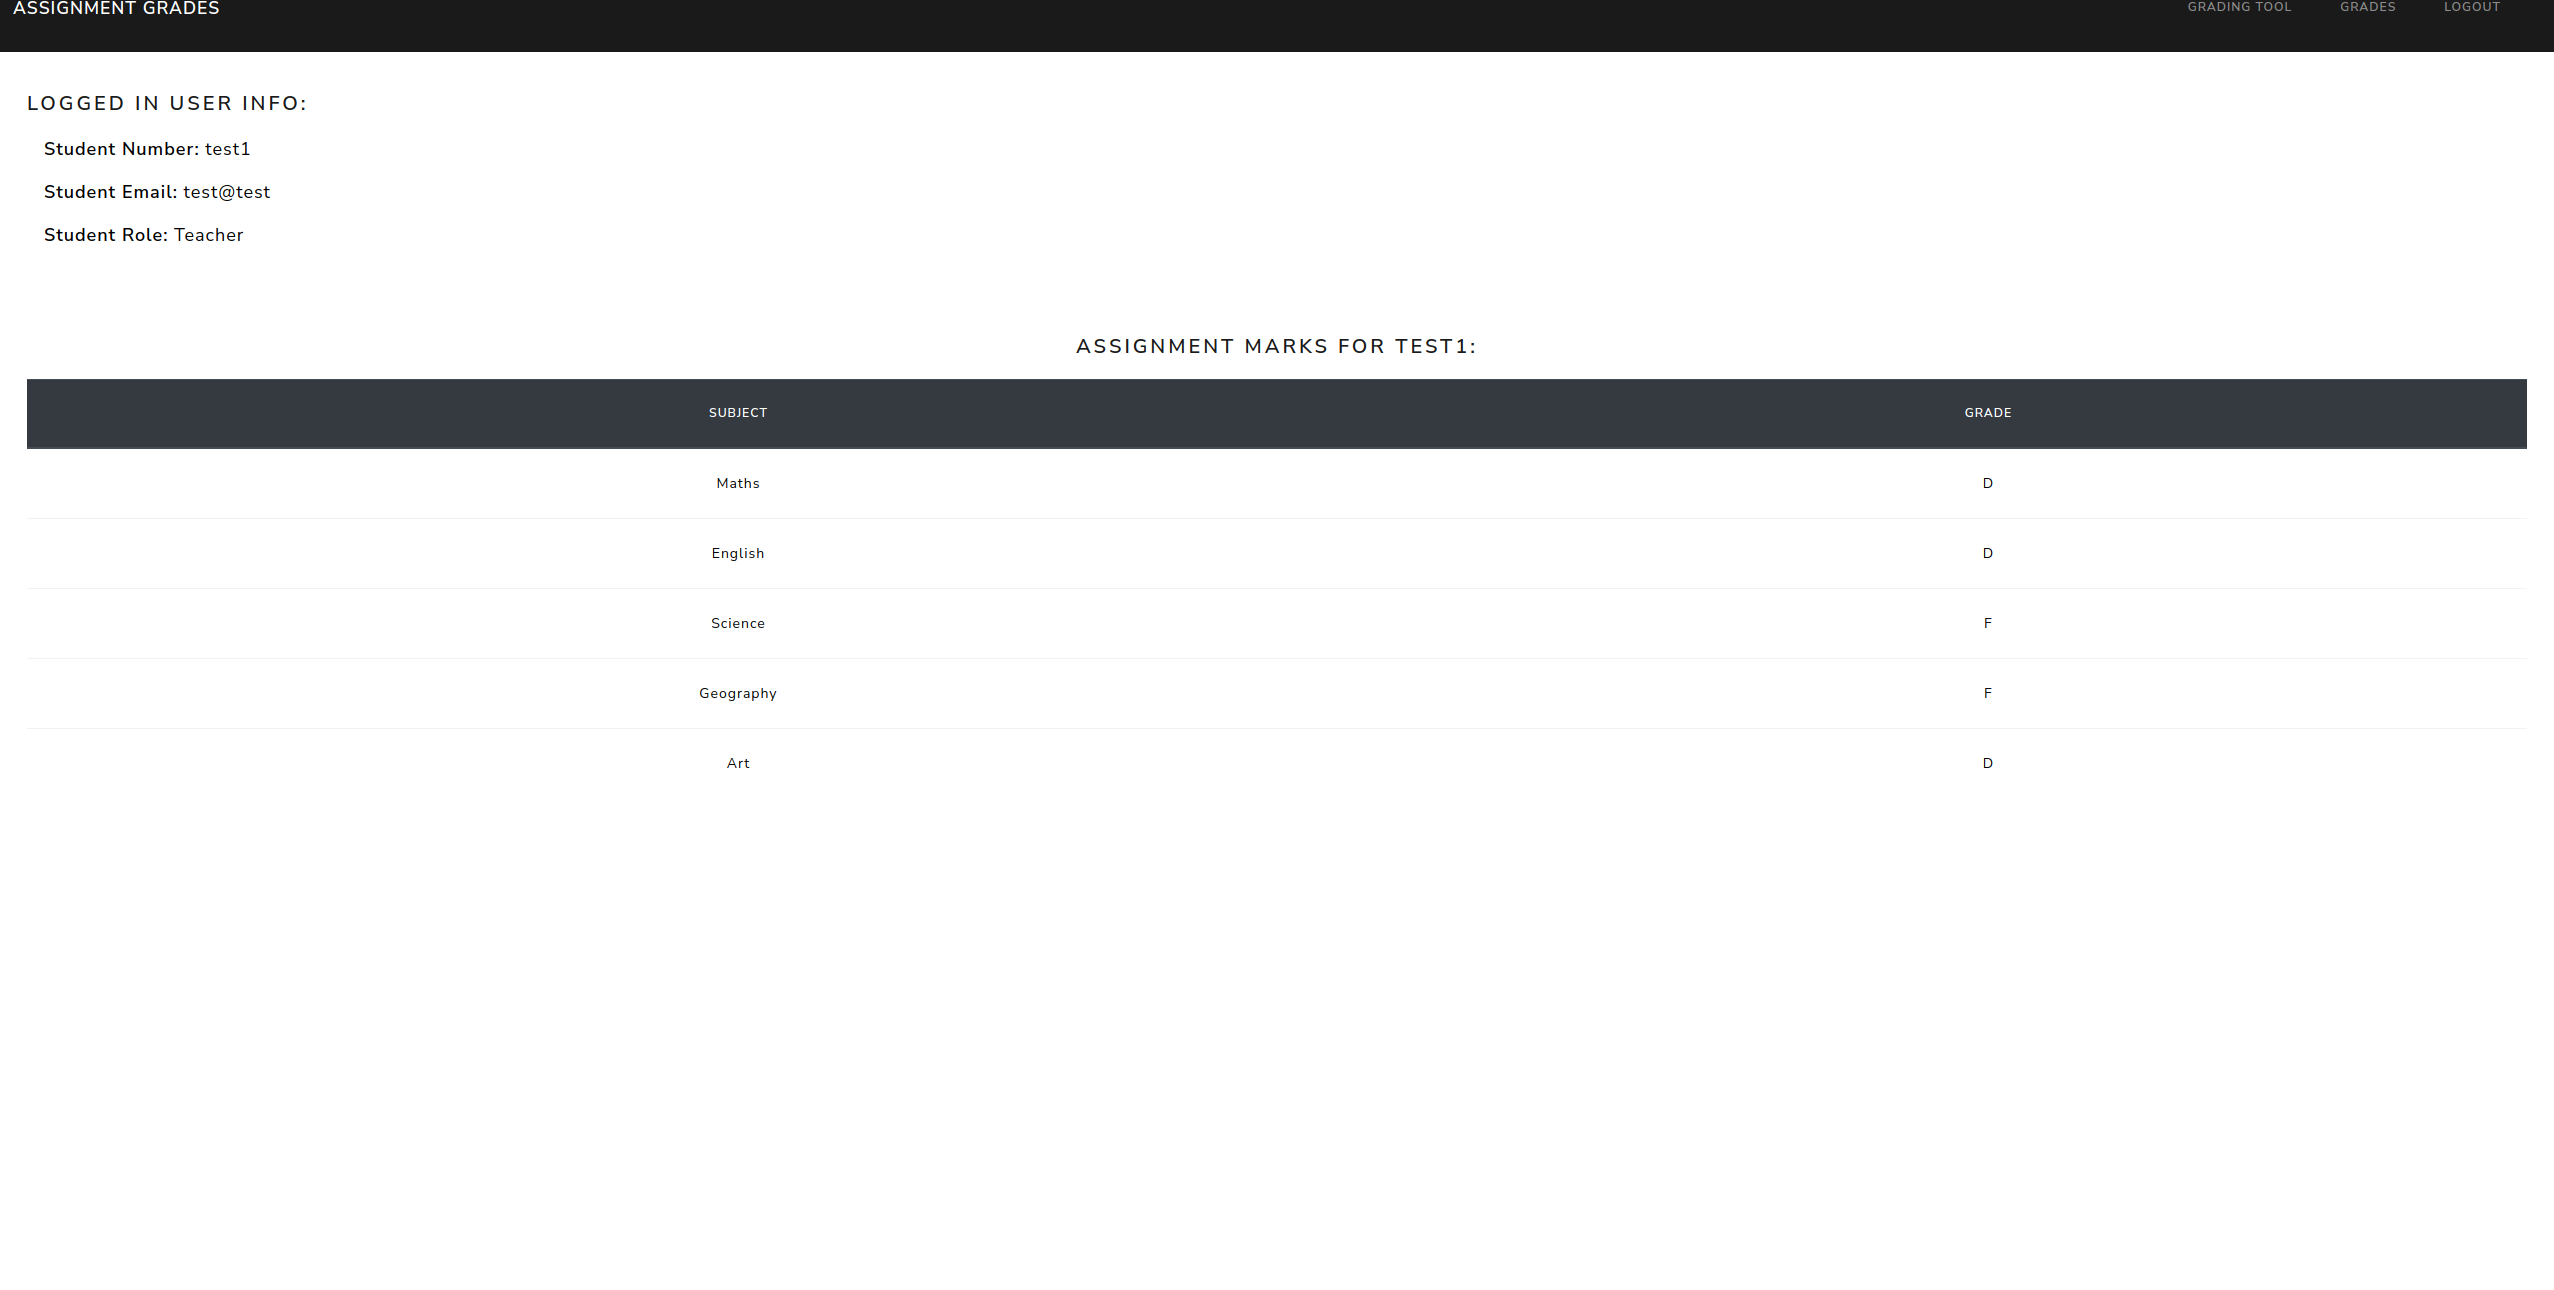 ASSIGNMENT GRADES
GRADING TOOL GRADES LOGOUT
LOGGED IN USER INFO:
Student Number: test1
Student Email: test@test
Student Role: Teacher
ASSIGNMENT MARKS FOR TEST1:
SUBJECT GRADE
Maths D
English D
Science F
Geography F
Art D